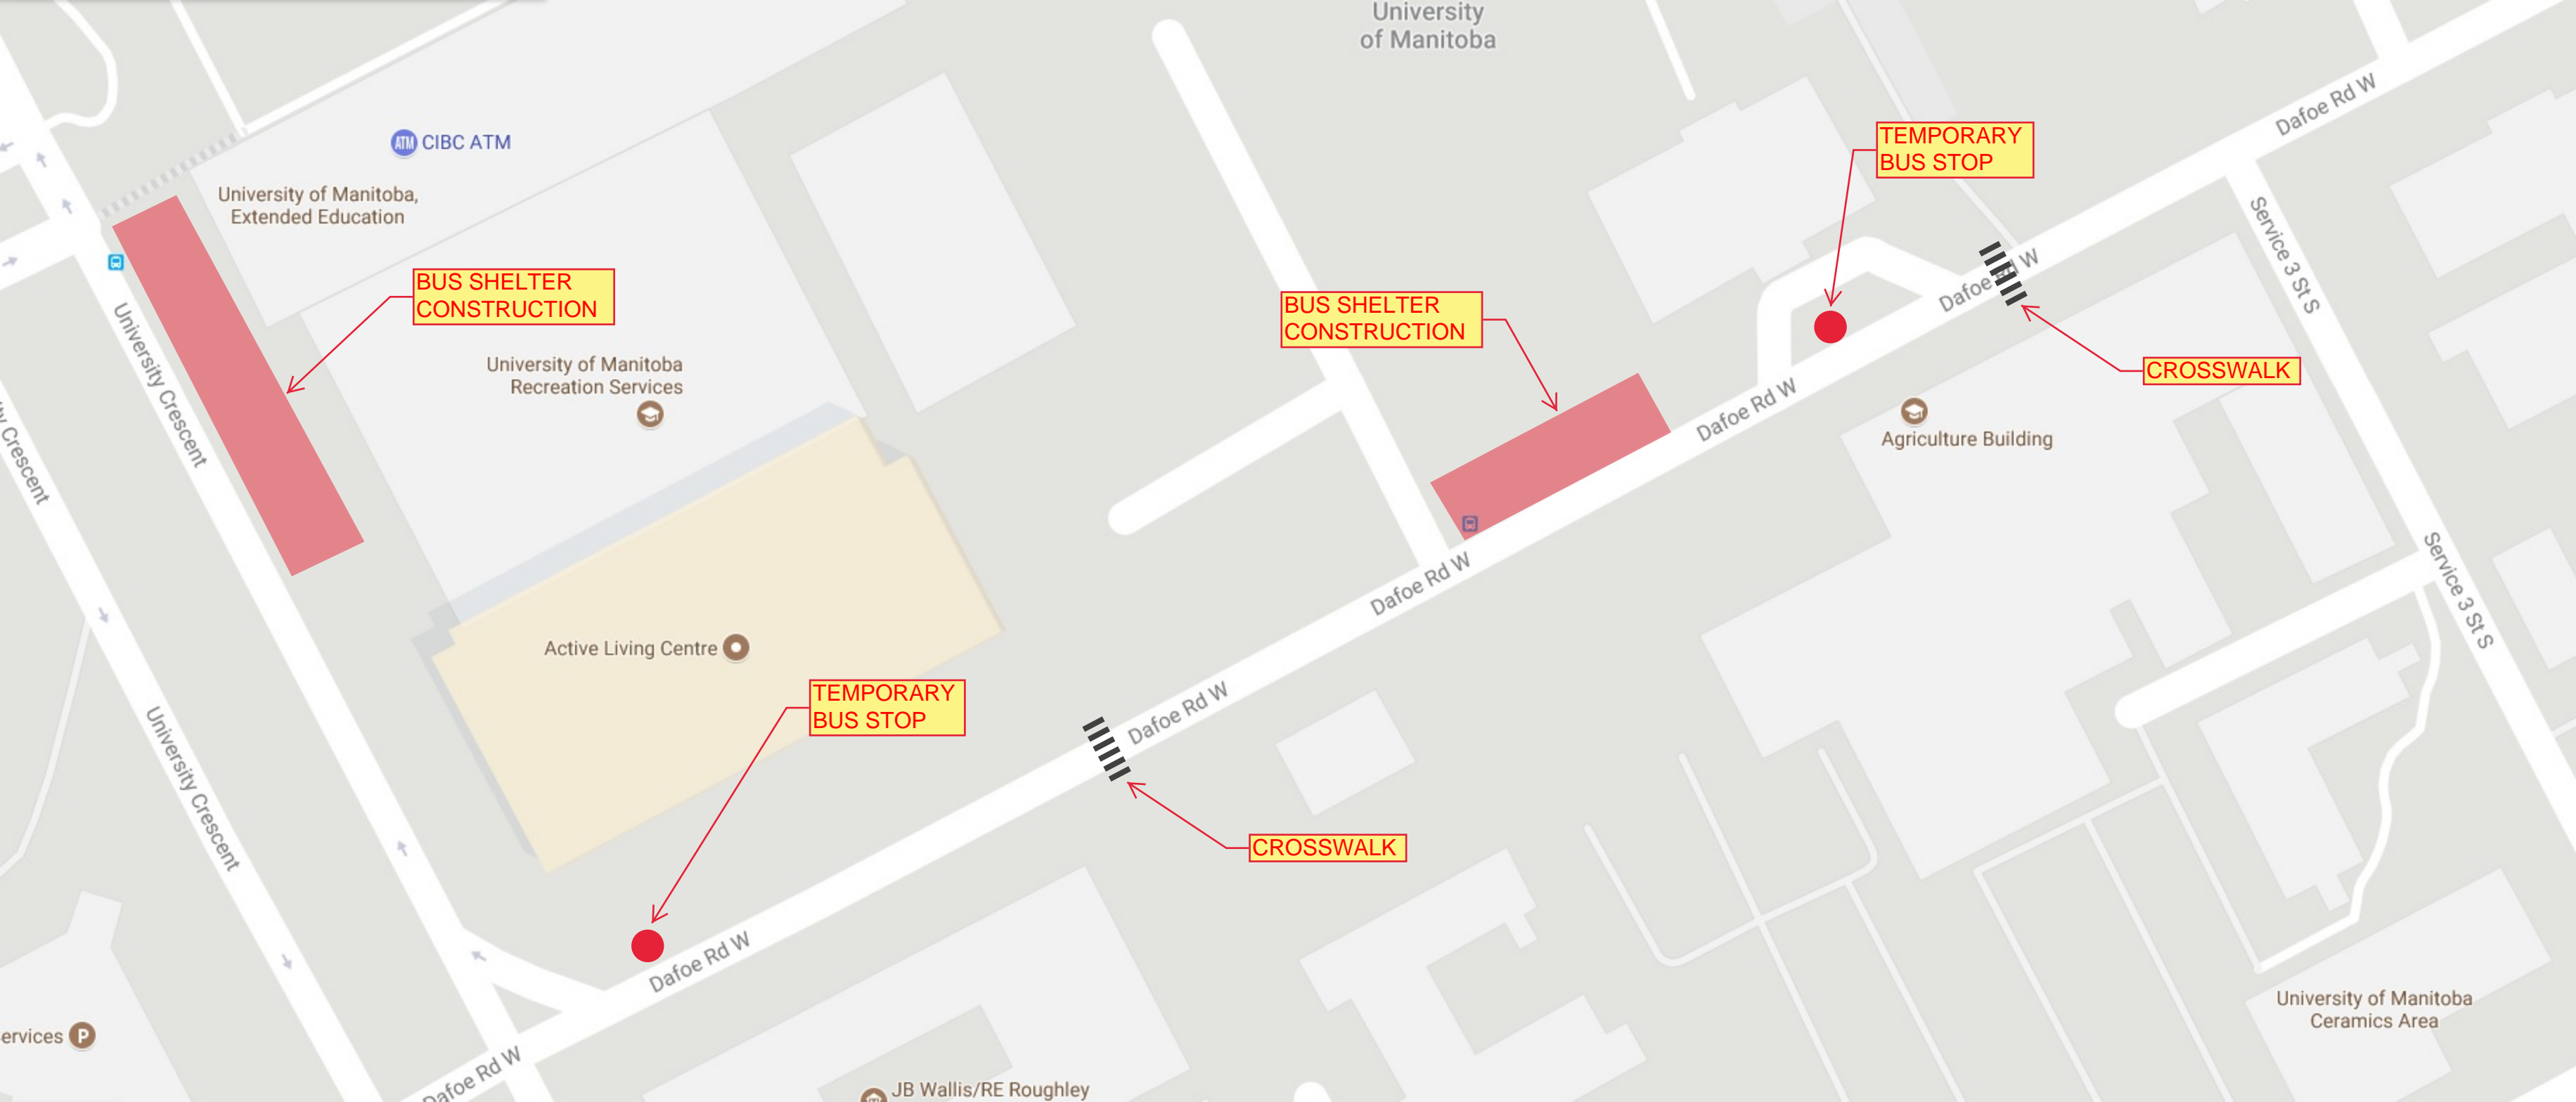 University
of Manitoba
Dafoe Rd W
TEMPORARY
BUS STOP
ATM CIBC ATM
University of Manitoba,
Extended Education
BUS SHELTER
CONSTRUCTION
BUS SHELTER
CONSTRUCTION
Dafoe Rd W
Service 3 St S
CROSSWALK
University Crescent
University of Manitoba
Recreation Services
Dafoe Rd W
Agriculture Building
Crescent
Dafoe Rd W
Service 3 St S
Active Living Centre
TEMPORARY
BUS STOP
Dafoe Rd W
University Crescent
CROSSWALK
Dafoe Rd W
University of Manitoba
Ceramics Area
ervices P
Dafoe Rd W
JB Wallis/RE Roughley